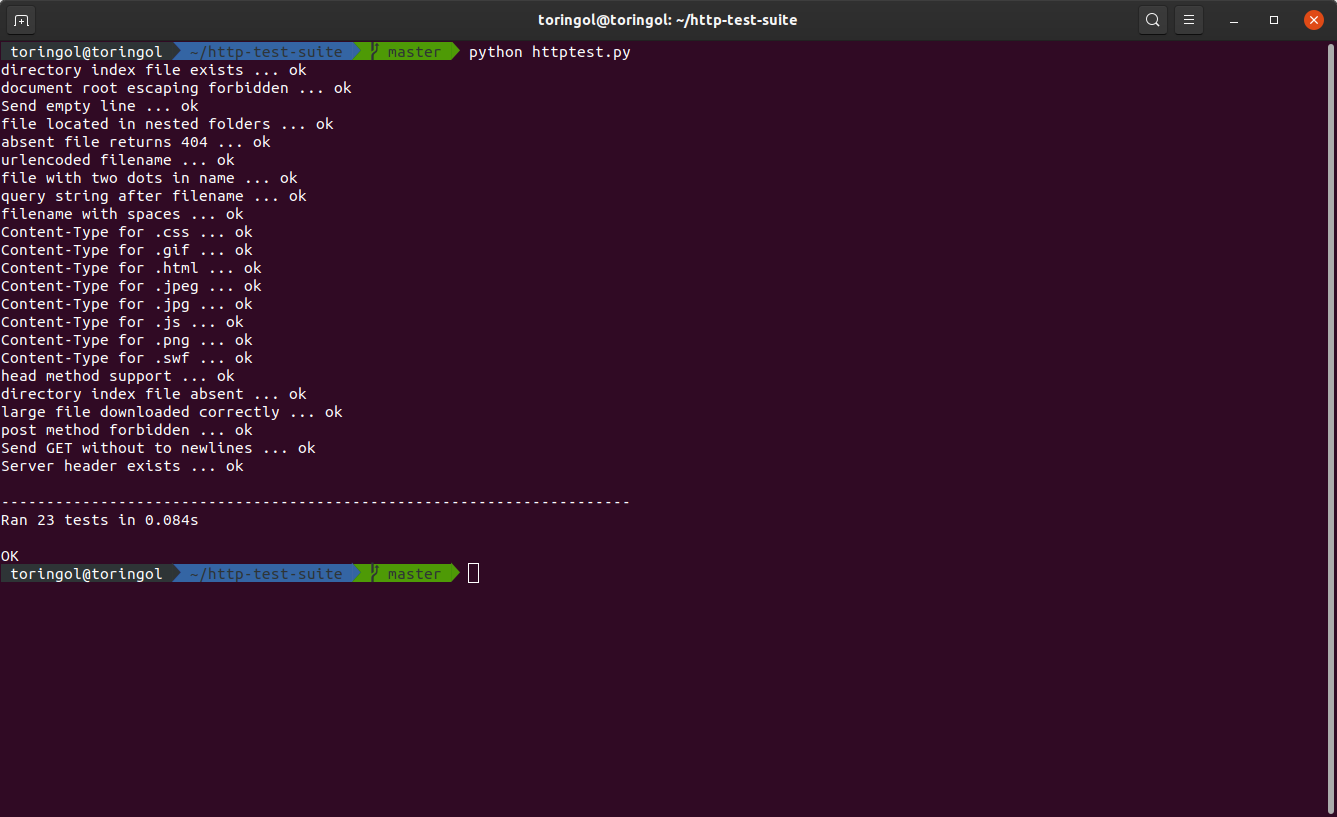 toringol@toringol: ~/http-test-suite
toringol@toringol ~/http-test-suite master python httptest.py
directory index file exists ... ok
document root escaping forbidden ... ok
Send empty line ... ok
file located in nested folders ... ok
absent file returns 404 ... ok
urlencoded filename ... ok
file with two dots in name ... ok
query string after filename ... ok
filename with spaces ... ok
Content-Type for .css ... ok
Content-Type for .gif ... ok
Content-Type for .html ... ok
Content-Type for .jpeg ... ok
Content-Type for .jpg ... ok
Content-Type for .js ... ok
Content-Type for .png ... ok
Content-Type for .swf ... ok
head method support ... ok
directory index file absent ... ok
large file downloaded correctly ... ok
post method forbidden ... ok
Send GET without to newlines ... ok
Server header exists ... ok
----------------------------------------------------------------------
Ran 23 tests in 0.084s
OK
toringol@toringol ~/http-test-suite master